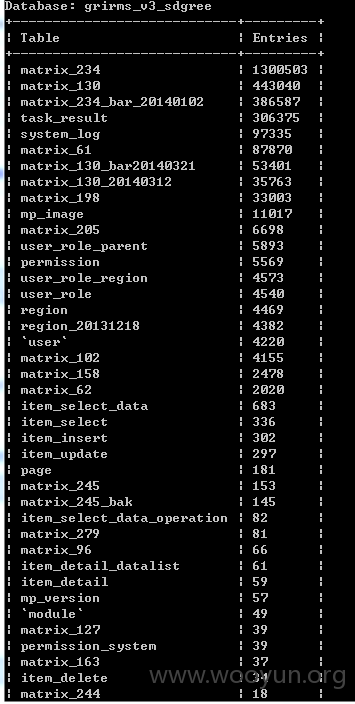 Database: grirms_v3_sdgree
+-----------------------------+---------+
| Table | Entries |
+-----------------------------+---------+
| matrix_234 | 1300503 |
| matrix_130 | 443040 |
| matrix_234_bar_20140102 | 386587 |
| task_result | 306375 |
| system_log | 97335 |
| matrix_61 | 87870 |
| matrix_130_bar20140321 | 53401 |
| matrix_130_20140312 | 35763 |
| matrix_198 | 33003 |
| mp_image | 11017 |
| matrix_205 | 6698 |
| user_role_parent | 5893 |
| permission | 5569 |
| user_role_region | 4573 |
| user_role | 4540 |
| region | 4469 |
| region_20131218 | 4382 |
| `user` | 4220 |
| matrix_102 | 4155 |
| matrix_158 | 2478 |
| matrix_62 | 2020 |
| item_select_data | 683 |
| item_select | 336 |
| item_insert | 302 |
| item_update | 297 |
| page | 181 |
| matrix_245 | 153 |
| matrix_245_bak | 145 |
| item_select_data_operation | 82 |
| matrix_279 | 81 |
| matrix_96 | 66 |
| item_detail_datalist | 61 |
| item_detail | 59 |
| mp_version | 57 |
| `module` | 49 |
| matrix_127 | 39 |
| permission_system | 39 |
| matrix_163 | 37 |
| item_delete | 34 |
| matrix_244 | 18 |
www.wooyun.org